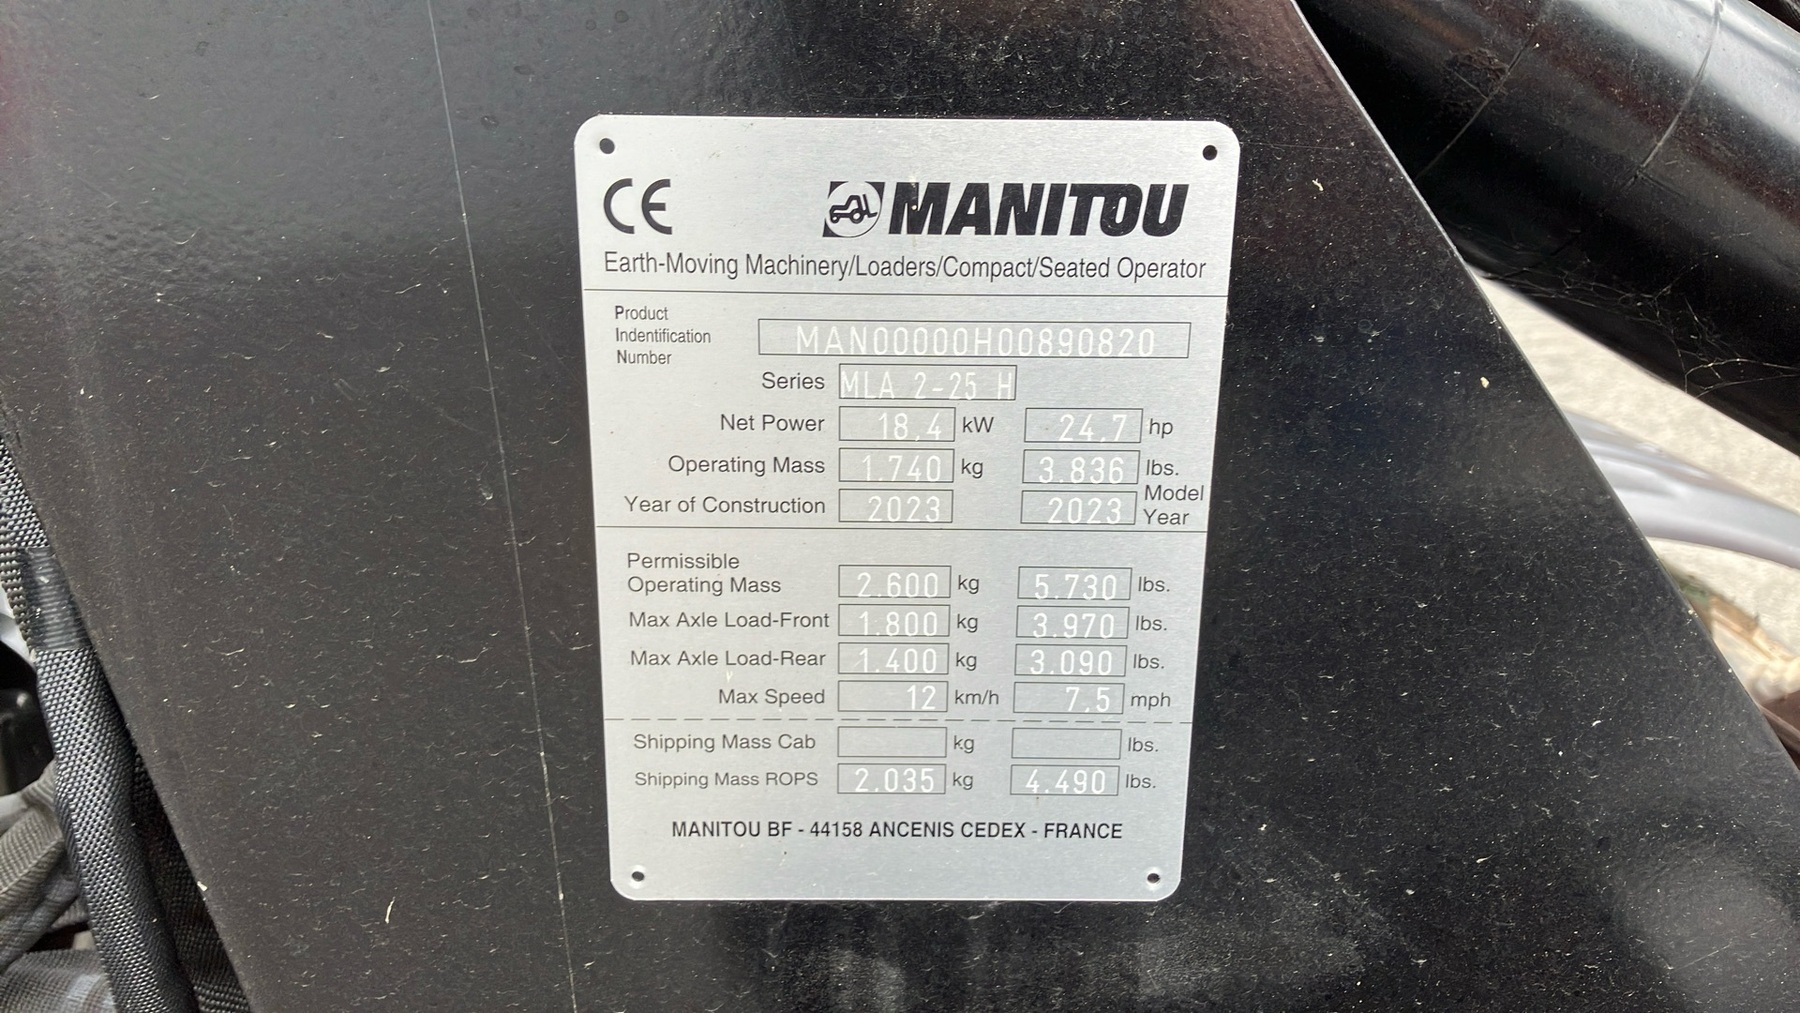 CE MANITOU
Earth-Moving Machinery/Loaders/Compact/Seated Operator
Product
Indentification
Number
MAN00000H00890820
Series MLA 2-25 H
Net Power 18.4 kW 24.7 hp
Operating Mass 1.740 kg 3.836 lbs.
Year of Construction 2023 2023 Model
Year
Permissible
Operating Mass 2.600 kg 5.730 lbs.
Max Axle Load-Front 1.800 kg 3.970 lbs.
Max Axle Load-Rear 1.400 kg 3.090 lbs.
Max Speed 12 km/h 7.5 mph
Shipping Mass Cab kg lbs.
Shipping Mass ROPS 2.035 kg 4.490 lbs.
MANITOU BF - 44158 ANCENIS CEDEX - FRANCE